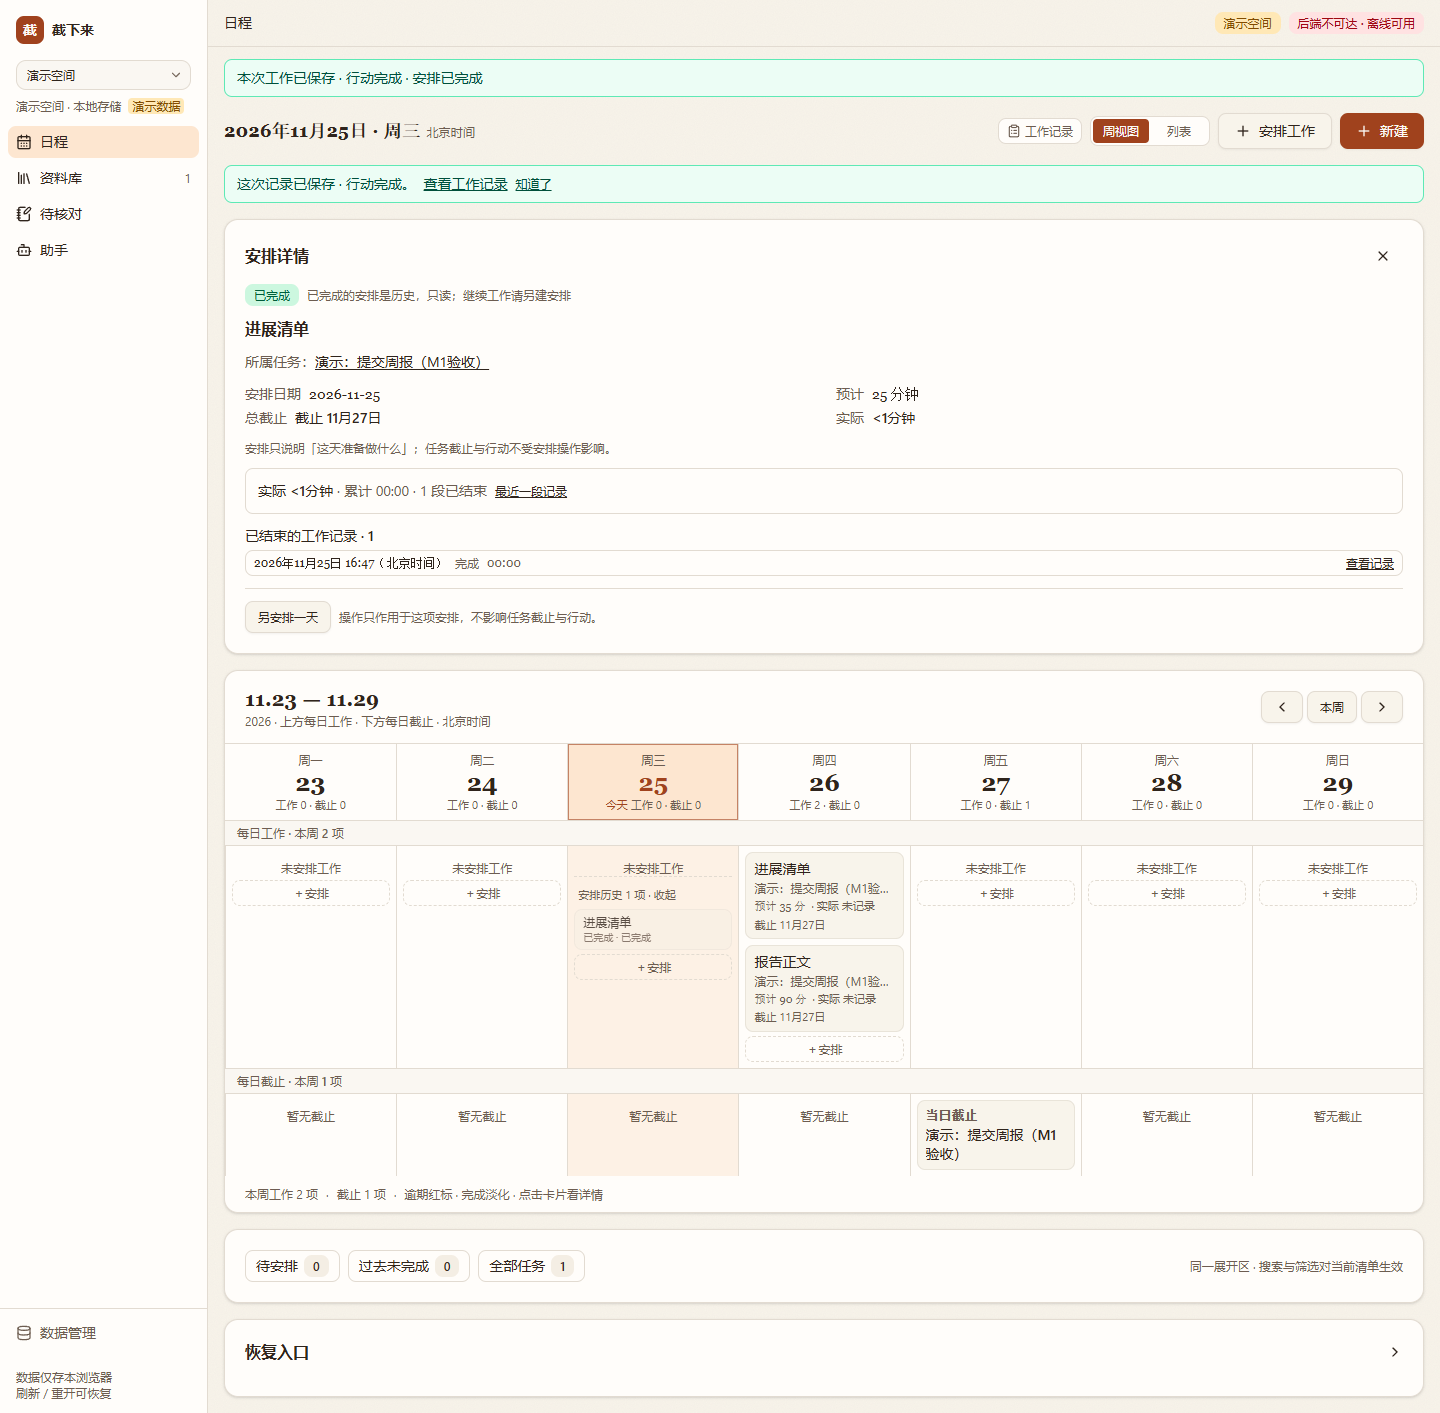 截 截下来
演示空间
演示空间 · 本地存储 演示数据
日程
资料库 1
待核对
助手
数据管理
数据仅存本浏览器
刷新 / 重开可恢复
日程
演示空间 后端不可达 · 离线可用
本次工作已保存 · 行动完成 · 安排已完成
2026年11月25日 · 周三 北京时间
工作记录 周视图 列表 + 安排工作 + 新建
这次记录已保存 · 行动完成。 查看工作记录 知道了
安排详情
已完成 已完成的安排是历史，只读；继续工作请另建安排
进展清单
所属任务：演示：提交周报（M1验收）
安排日期 2026-11-25 预计 25 分钟
总截止 截止 11月27日 实际 <1分钟
安排只说明「这天准备做什么」；任务截止与行动不受安排操作影响。
实际 <1分钟 · 累计 00:00 · 1 段已结束 最近一段记录
已结束的工作记录 · 1
2026年11月25日 16:47（北京时间） 完成 00:00 查看记录
另安排一天 操作只作用于这项安排，不影响任务截止与行动。
11.23 — 11.29
2026 · 上方每日工作 · 下方每日截止 · 北京时间
本周
周一 周二 周三 周四 周五 周六 周日
23 24 25 26 27 28 29
工作 0 · 截止 0 工作 0 · 截止 0 今天 工作 0 · 截止 0 工作 2 · 截止 0 工作 0 · 截止 1 工作 0 · 截止 0 工作 0 · 截止 0
每日工作 · 本周 2 项
未安排工作
+ 安排
未安排工作
+ 安排
未安排工作
安排历史 1 项 · 收起
进展清单
已完成 · 已完成
+ 安排
进展清单
演示：提交周报（M1验...
预计 35 分 · 实际 未记录
截止 11月27日
报告正文
演示：提交周报（M1验...
预计 90 分 · 实际 未记录
截止 11月27日
+ 安排
未安排工作
+ 安排
未安排工作
+ 安排
未安排工作
+ 安排
每日截止 · 本周 1 项
暂无截止
暂无截止
暂无截止
暂无截止
当日截止
演示：提交周报（M1
验收）
暂无截止
暂无截止
本周工作 2 项 · 截止 1 项 · 逾期红标 · 完成淡化 · 点击卡片看详情
待安排 0 过去未完成 0 全部任务 1 同一展开区 · 搜索与筛选对当前清单生效
恢复入口